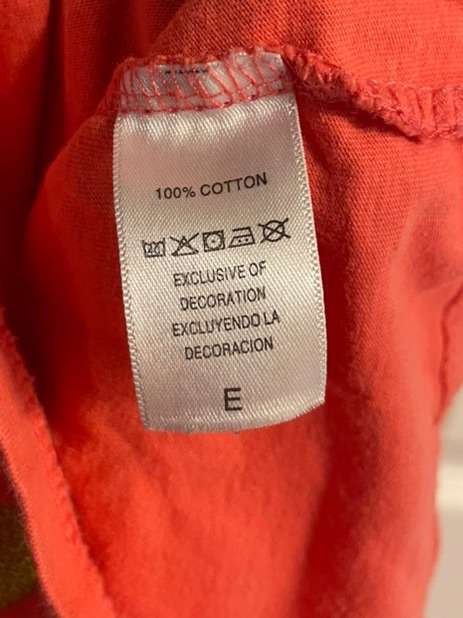 100% COTTON
EXCLUSIVE OF
DECORATION
EXCLUYENDO LA
DECORACION
E